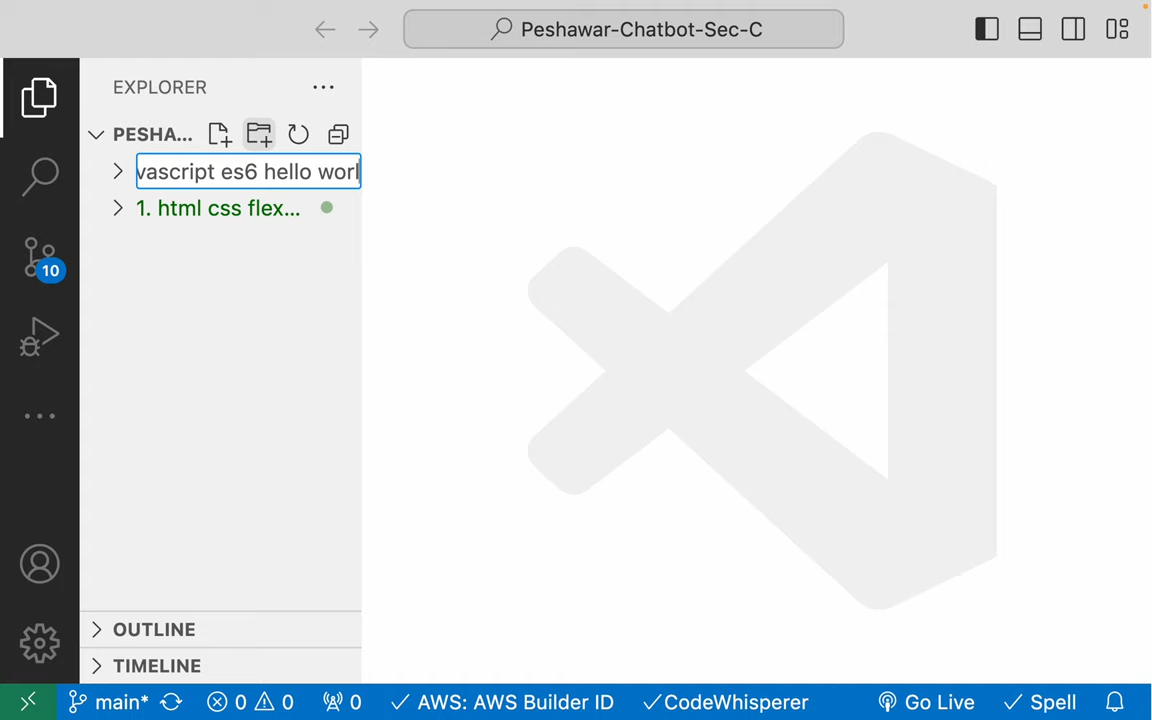 Peshawar-Chatbot-Sec-C
EXPLORER
PESHA...
vascript es6 hello worl
1. html css flex...
10
OUTLINE
TIMELINE
main* 0 0 0 AWS: AWS Builder ID CodeWhisperer Go Live Spell